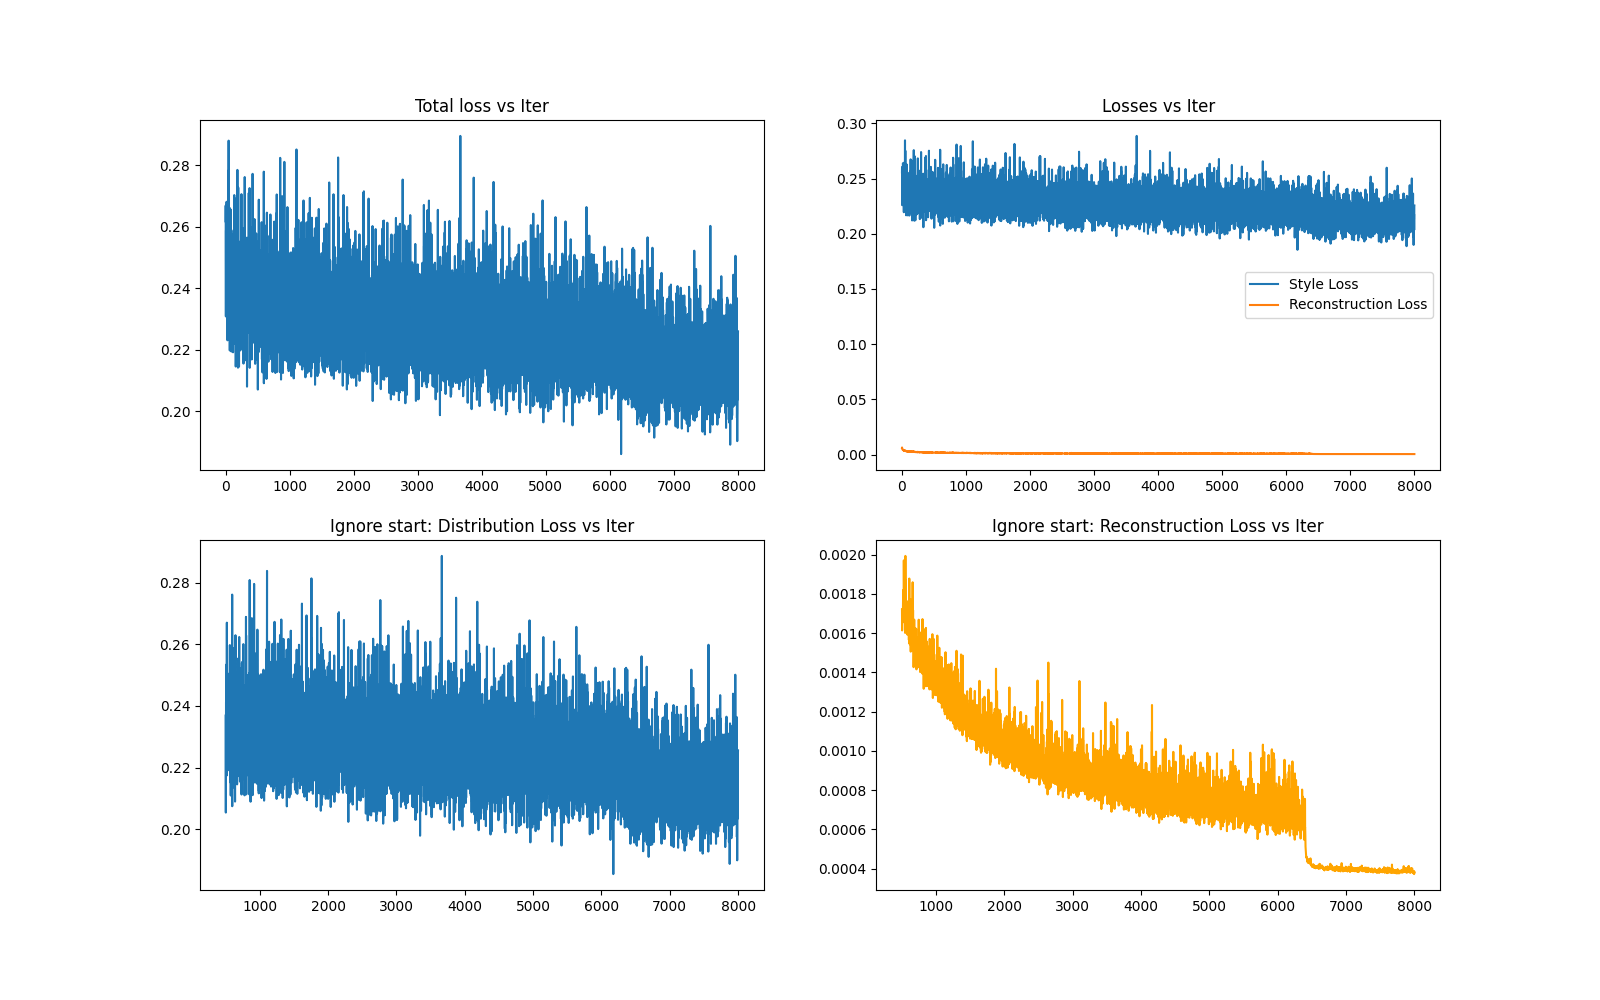 Total loss vs Iter
0.28
0.26
0.24
0.22
0.20
0 1000 2000 3000 4000 5000 6000 7000 8000
Losses vs Iter
0.30
0.25
0.20
0.15
0.10
0.05
0.00
Style Loss
Reconstruction Loss
0 1000 2000 3000 4000 5000 6000 7000 8000
Ignore start: Distribution Loss vs Iter
0.28
0.26
0.24
0.22
0.20
1000 2000 3000 4000 5000 6000 7000 8000
Ignore start: Reconstruction Loss vs Iter
0.0020
0.0018
0.0016
0.0014
0.0012
0.0010
0.0008
0.0006
0.0004
1000 2000 3000 4000 5000 6000 7000 8000